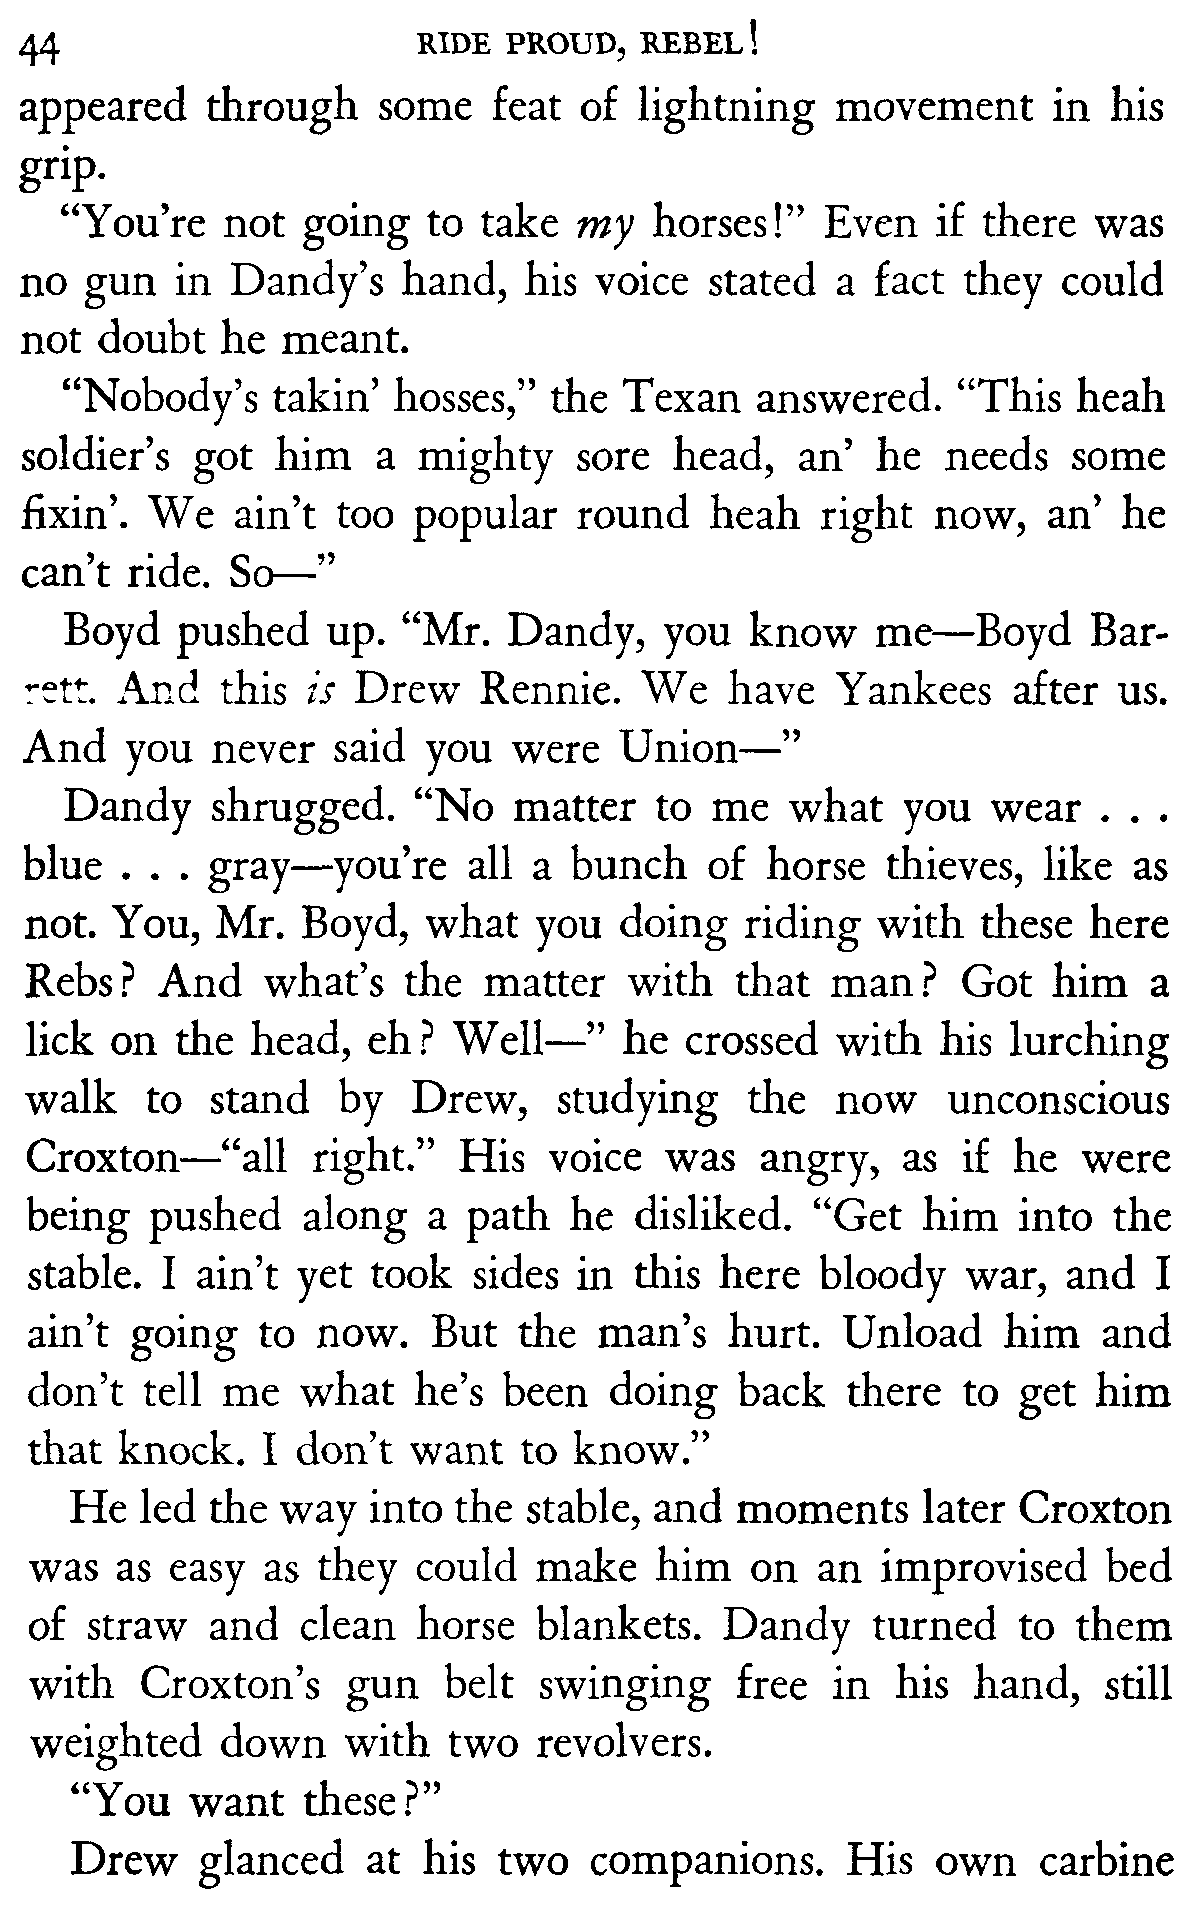 44 RIDE PROUD, REBEL!
appeared through some feat of lightning movement in his
grip.
“You’re not going to take my horses!” Even if there was
no gun in Dandy’s hand, his voice stated a fact they could
not doubt he meant.
“Nobody’s takin’ hosses,” the Texan answered. “This heah
soldier’s got him a mighty sore head, an’ he needs some
fixin’. We ain’t too popular round heah right now, an’ he
can’t ride. So—”
Boyd pushed up. “Mr. Dandy, you know me—Boyd Bar-
rett. And this is Drew Rennie. We have Yankees after us.
And you never said you were Union—”
Dandy shrugged. “No matter to me what you wear . . .
blue . . . gray—you’re all a bunch of horse thieves, like as
not. You, Mr. Boyd, what you doing riding with these here
Rebs? And what’s the matter with that man? Got him a
lick on the head, eh? Well—” he crossed with his lurching
walk to stand by Drew, studying the now unconscious
Croxton—“all right.” His voice was angry, as if he were
being pushed along a path he disliked. “Get him into the
stable. I ain’t yet took sides in this here bloody war, and I
ain’t going to now. But the man’s hurt. Unload him and
don’t tell me what he’s been doing back there to get him
that knock. I don’t want to know.”
He led the way into the stable, and moments later Croxton
was as easy as they could make him on an improvised bed
of straw and clean horse blankets. Dandy turned to them
with Croxton’s gun belt swinging free in his hand, still
weighted down with two revolvers.
“You want these?”
Drew glanced at his two companions. His own carbine